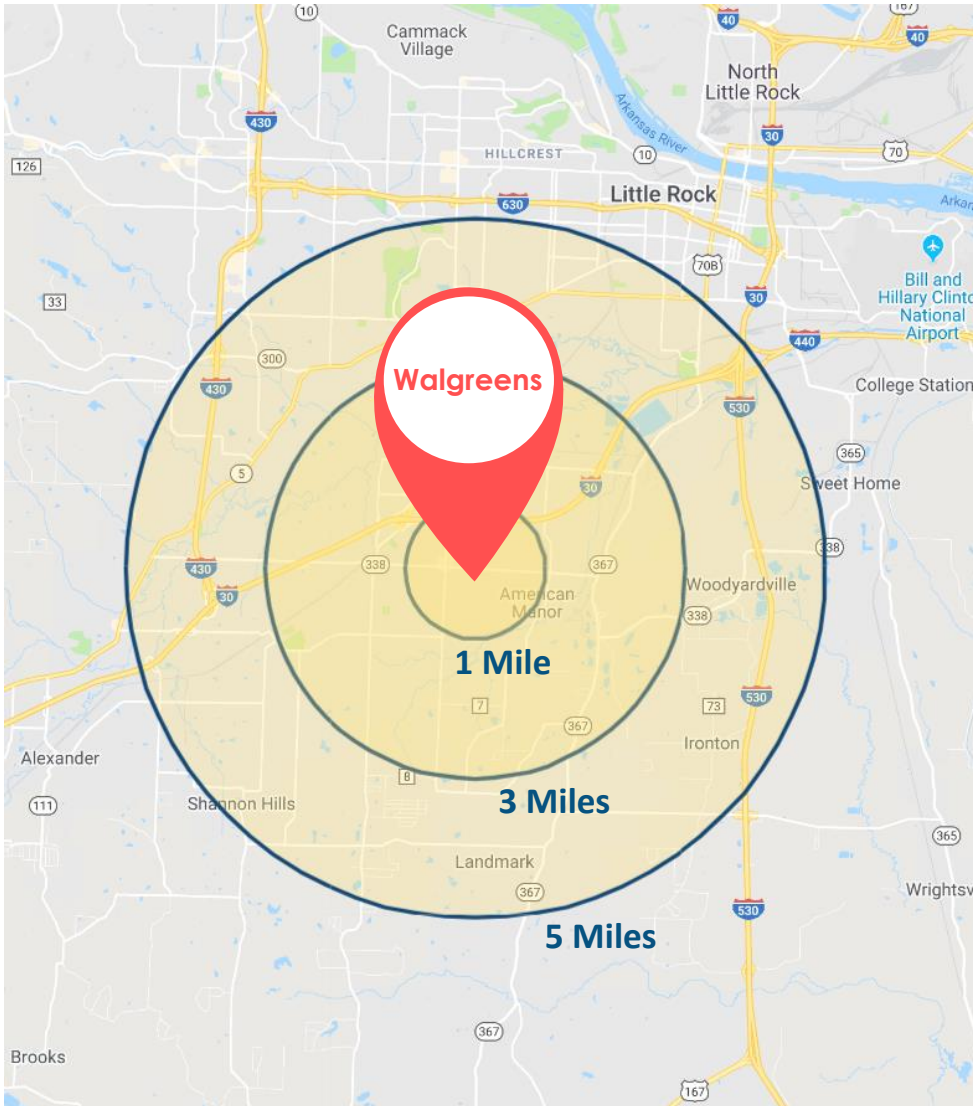 10
167
40
40
Cammack
Village
North
Little Rock
430
30
Arkansas River
70
126
HILLCREST
10
630
Little Rock
70B
Bill and
Hillary Clinto
National
Airport
33
30
300
440
430
Walgreens
College Station
530
365
5
Sweet Home
30
338
430
338
367
30
American
Manor
Woodyardville
338
1 Mile
7
73
530
367
Ironton
Alexander
8
3 Miles
111
Shannon Hills
365
Landmark
367
Wrightsv
530
5 Miles
367
Brooks
167